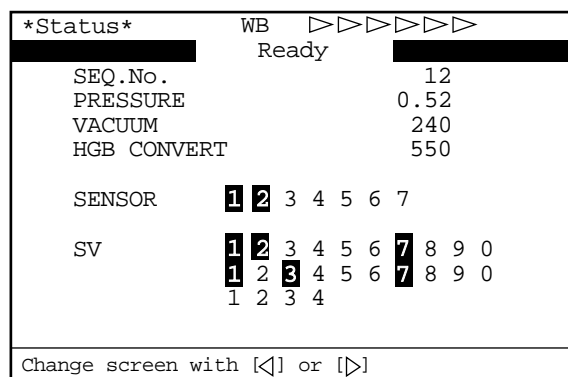 *Status* WB ▷▷▷▷▷▷
Ready
SEQ.No. 12
PRESSURE 0.52
VACUUM 240
HGB CONVERT 550
SENSOR 1 2 3 4 5 6 7
SV 1 2 3 4 5 6 7 8 9 0
1 2 3 4 5 6 7 8 9 0
1 2 3 4
Change screen with [◁] or [▷]